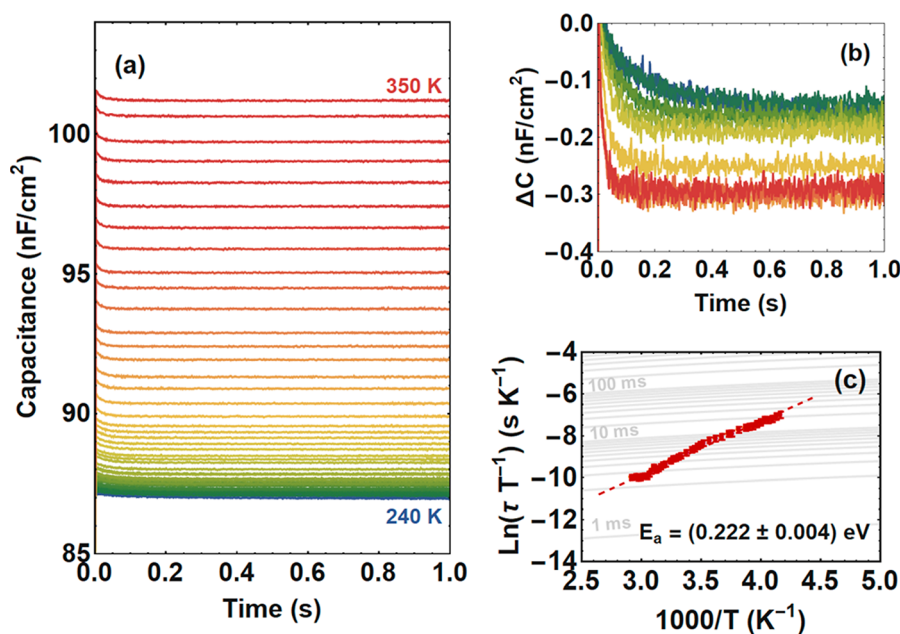 (a)
350 K
240 K
Capacitance (nF/cm²)
100
95
90
85
0.0 0.2 0.4 0.6 0.8 1.0
Time (s)
(b)
ΔC (nF/cm²)
0.0
−0.1
−0.2
−0.3
−0.4
0.0 0.2 0.4 0.6 0.8 1.0
Time (s)
(c)
Ln(τ T⁻¹) (s K⁻¹)
−4
−6
−8
−10
−12
−14
100 ms
10 ms
1 ms
Eₐ = (0.222 ± 0.004) eV
2.5 3.0 3.5 4.0 4.5 5.0
1000/T (K⁻¹)